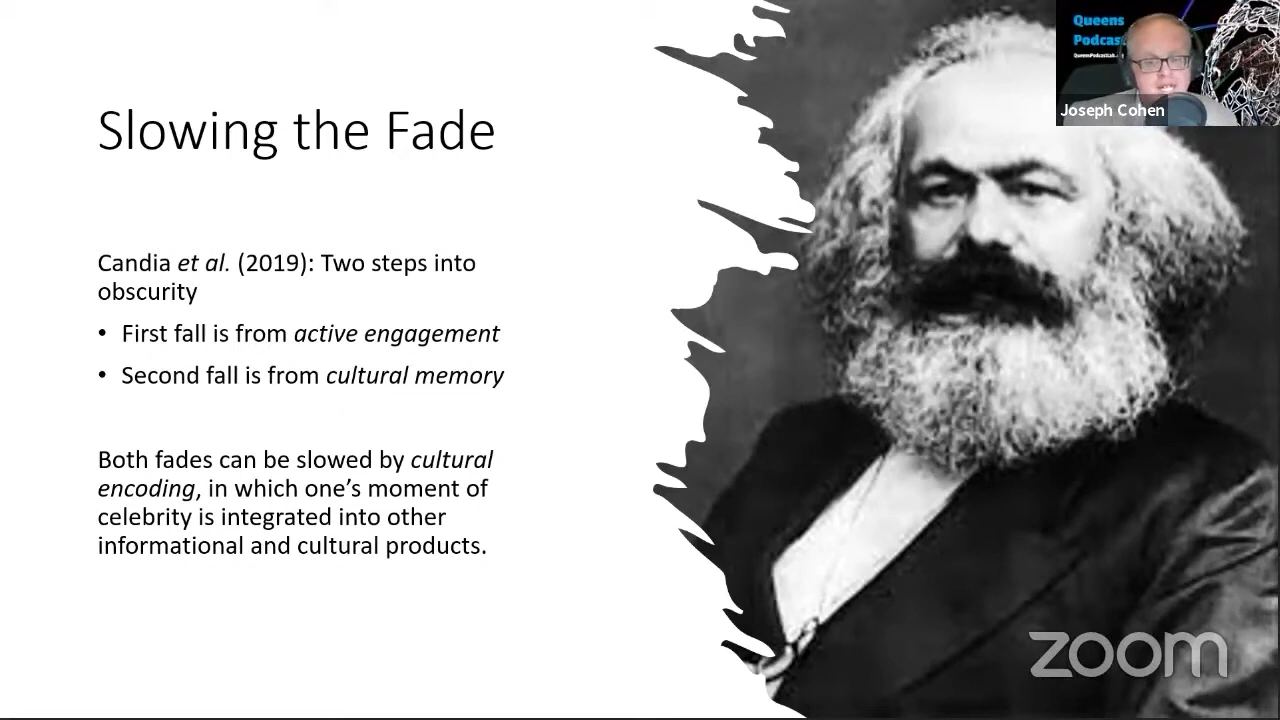 Slowing the Fade
Candia et al. (2019): Two steps into
obscurity
• First fall is from active engagement
• Second fall is from cultural memory
Both fades can be slowed by cultural
encoding, in which one's moment of
celebrity is integrated into other
informational and cultural products.
Queens
Joseph Cohen
zoom